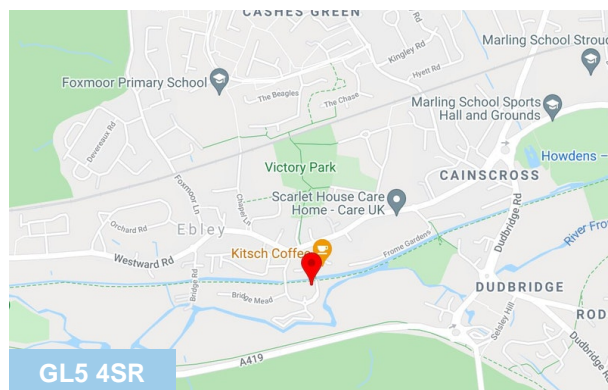 CASHES GREEN
Marling School Strou
Kingley Rd
Foxmoor Primary School
Hyett Rd
The Beagles
The Chase
Marling School Sports
Hall and Grounds
Devereaux Rd
Howdens –
Victory Park
Foxmoor Ln
CAINSCROSS
Chapel Ln
Scarlet House Care
Home - Care UK
Orchard Rd
Ebley
Dudbridge Rd
River Fro
Frome Gardens
Westward Rd
Kitsch Coffee
Bridge Rd
Bridge Mead
DUDBRIDGE
Selsley Hill
ROD
Dudbridge
A419
GL5 4SR